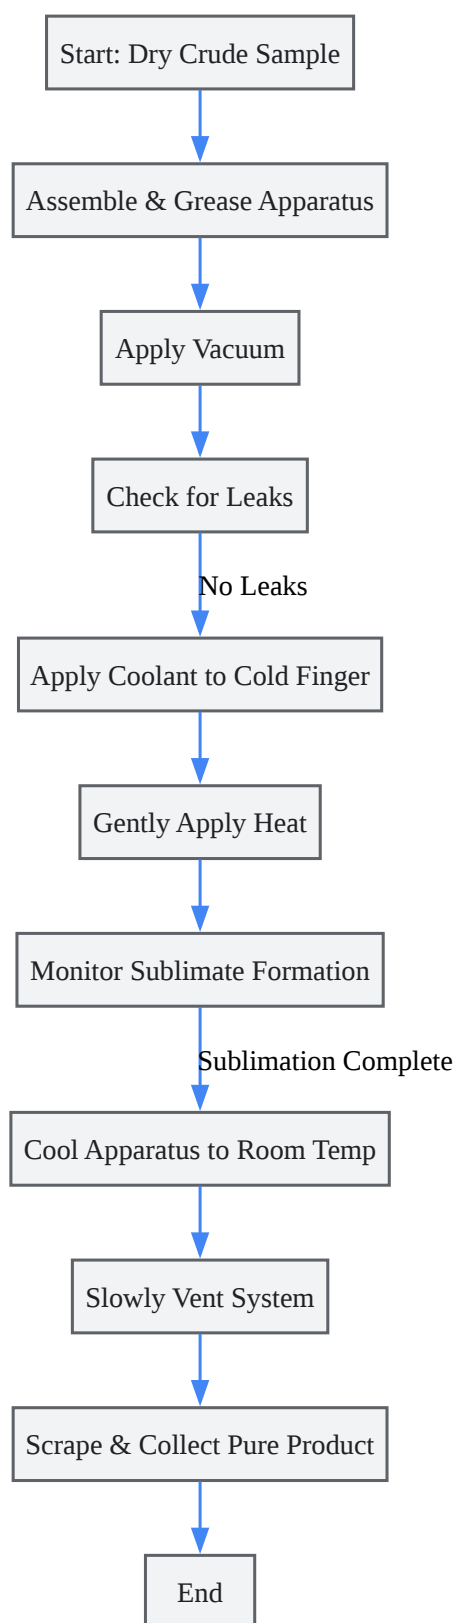 Start: Dry Crude Sample
Assemble & Grease Apparatus
Apply Vacuum
Check for Leaks
No Leaks
Apply Coolant to Cold Finger
Gently Apply Heat
Monitor Sublimate Formation
Sublimation Complete
Cool Apparatus to Room Temp
Slowly Vent System
Scrape & Collect Pure Product
End